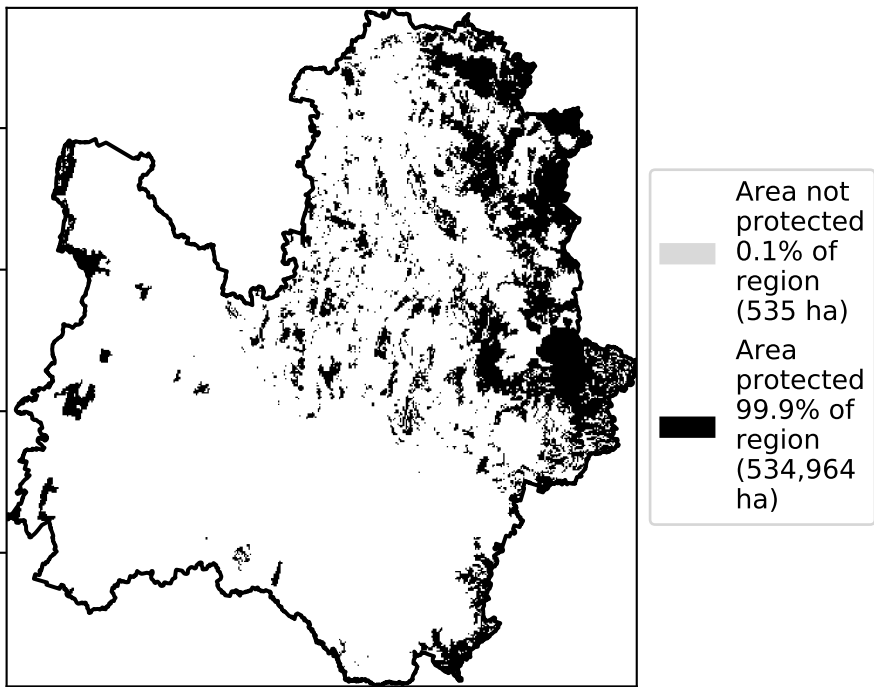 Area not
protected
0.1% of
region
(535 ha)
Area
protected
99.9% of
region
(534,964
ha)